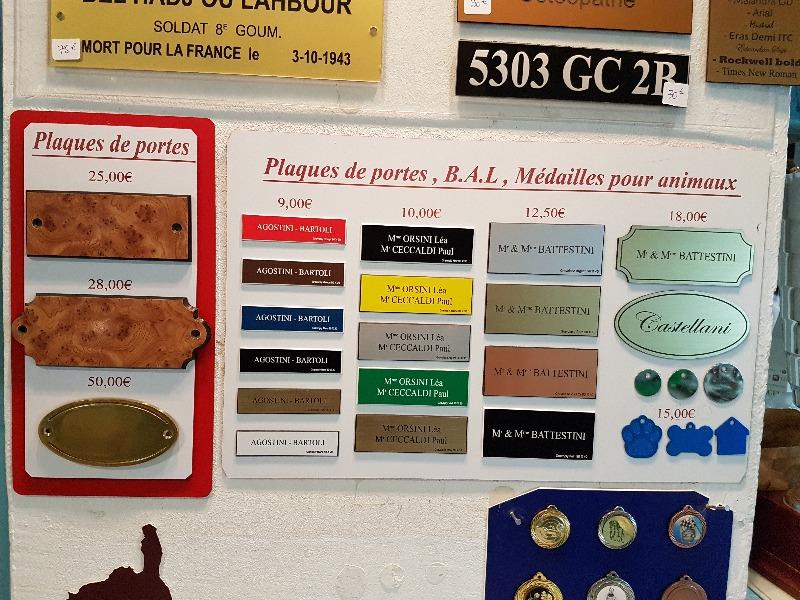 BEL HADJ OU LAHBOUR
SOLDAT 8E GOUM.
MORT POUR LA FRANCE le 3-10-1943
5303 GC 2B
Arial
Eras Demi ITC
Rockwell bold
Times New Roman
Plaques de portes
25,00€
28,00€
50,00€
Plaques de portes , B.A.L , Médailles pour animaux
9,00€
AGOSTINI - BARTOLI
AGOSTINI - BARTOLI
AGOSTINI - BARTOLI
AGOSTINI - BARTOLI
AGOSTINI - BARTOLI
AGOSTINI - BARTOLI
10,00€
Mme ORSINI Léa
Mr CECCALDI Paul
Mme ORSINI Léa
Mr CECCALDI Paul
Mme ORSINI Léa
Mr CECCALDI Paul
Mme ORSINI Léa
Mr CECCALDI Paul
Mme ORSINI Léa
Mr CECCALDI Paul
12,50€
Mr & Mme BATTESTINI
Mr & Mme BATTESTINI
Mr & Mme BATTESTINI
Mr & Mme BATTESTINI
18,00€
Mr & Mme BATTESTINI
Castellani
15,00€